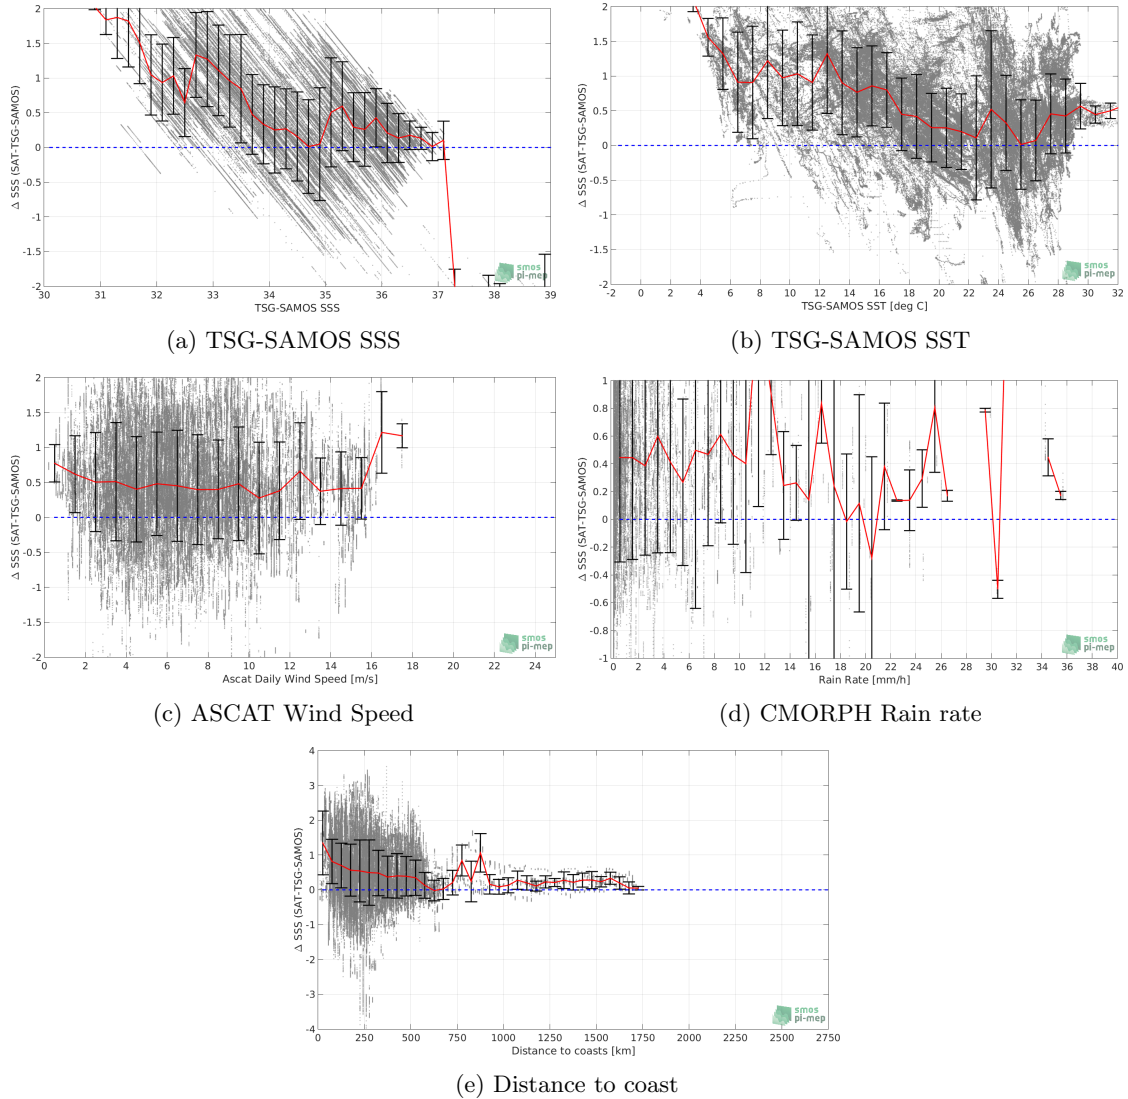 2
1.5
1
0.5
0
-0.5
-1
-1.5
-2
Δ SSS (SAT-TSG-SAMOS)
30 31 32 33 34 35 36 37 38 39
TSG-SAMOS SSS
smos
pi-mep
(a) TSG-SAMOS SSS
2
1.5
1
0.5
0
-0.5
-1
-1.5
-2
Δ SSS (SAT-TSG-SAMOS)
-2 0 2 4 6 8 10 12 14 16 18 20 22 24 26 28 30 32
TSG-SAMOS SST [deg C]
smos
pi-mep
(b) TSG-SAMOS SST
2
1.5
1
0.5
0
-0.5
-1
-1.5
-2
Δ SSS (SAT-TSG-SAMOS)
0 2 4 6 8 10 12 14 16 18 20 22 24
Ascat Daily Wind Speed [m/s]
smos
pi-mep
(c) ASCAT Wind Speed
1
0.8
0.6
0.4
0.2
0
-0.2
-0.4
-0.6
-0.8
-1
Δ SSS (SAT-TSG-SAMOS)
0 2 4 6 8 10 12 14 16 18 20 22 24 26 28 30 32 34 36 38 40
Rain Rate [mm/h]
smos
pi-mep
(d) CMORPH Rain rate
4
3
2
1
0
-1
-2
-3
-4
Δ SSS (SAT-TSG-SAMOS)
0 250 500 750 1000 1250 1500 1750 2000 2250 2500 2750
Distance to coasts [km]
smos
pi-mep
(e) Distance to coast